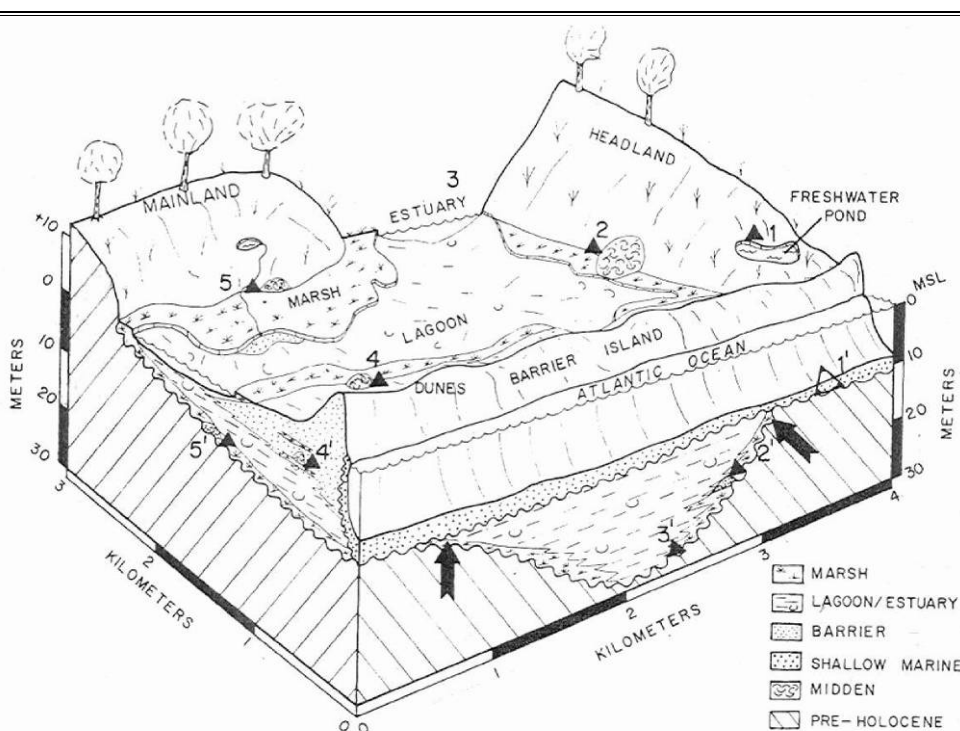 HEADLAND
3
ESTUARY
MAINLAND
FRESHWATER
POND
1
2
+10
0
10
20
30
METERS
5
MARSH
LAGOON
BARRIER ISLAND
MSL
0
10
20
30
METERS
4
DUNES
ATLANTIC OCEAN
1'
5'
4'
2'
3'
3
2
1
0
KILOMETERS
0
1
2
3
4
KILOMETERS
MARSH
LAGOON/ESTUARY
BARRIER
SHALLOW MARINE
MIDDEN
PRE-HOLOCENE